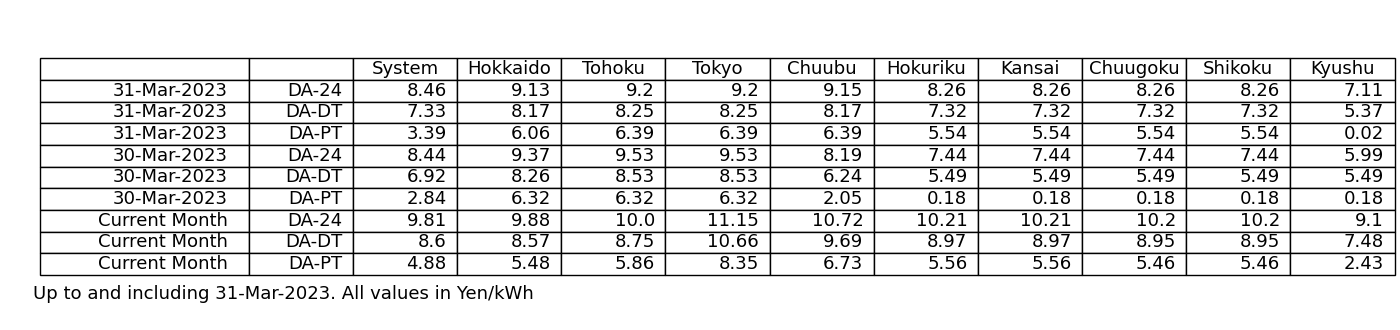 System Hokkaido Tohoku Tokyo Chuubu Hokuriku Kansai Chuugoku Shikoku Kyushu
31-Mar-2023 DA-24 8.46 9.13 9.2 9.2 9.15 8.26 8.26 8.26 8.26 7.11
31-Mar-2023 DA-DT 7.33 8.17 8.25 8.25 8.17 7.32 7.32 7.32 7.32 5.37
31-Mar-2023 DA-PT 3.39 6.06 6.39 6.39 6.39 5.54 5.54 5.54 5.54 0.02
30-Mar-2023 DA-24 8.44 9.37 9.53 9.53 8.19 7.44 7.44 7.44 7.44 5.99
30-Mar-2023 DA-DT 6.92 8.26 8.53 8.53 6.24 5.49 5.49 5.49 5.49 5.49
30-Mar-2023 DA-PT 2.84 6.32 6.32 6.32 2.05 0.18 0.18 0.18 0.18 0.18
Current Month DA-24 9.81 9.88 10.0 11.15 10.72 10.21 10.21 10.2 10.2 9.1
Current Month DA-DT 8.6 8.57 8.75 10.66 9.69 8.97 8.97 8.95 8.95 7.48
Current Month DA-PT 4.88 5.48 5.86 8.35 6.73 5.56 5.56 5.46 5.46 2.43
Up to and including 31-Mar-2023. All values in Yen/kWh